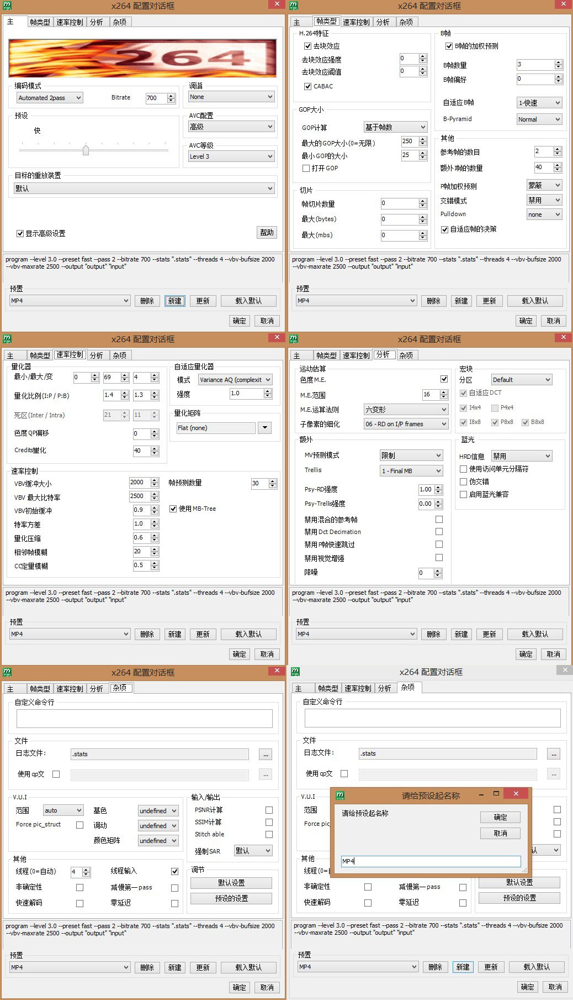 x264 配置对话框
主 帧类型 速率控制 分析 杂项
264
编码模式
Automated 2pass
Bitrate 700
调谐
None
预设
快
AVC配置
高级
AVC等级
Level 3
目标的重放装置
默认
显示高级设置
帮助
program --level 3.0 --preset fast --pass 2 --bitrate 700 --stats ".stats" --threads 4 --vbv-bufsize 2000
--vbv-maxrate 2500 --output "output" "input"
预置
MP4 删除 新建 更新 载入默认
确定 取消
x264 配置对话框
主 帧类型 速率控制 分析 杂项
H.264特征
去块效应
去块效应强度 0
去块效应阈值 0
CABAC
GOP大小
GOP计算 基于帧数
最大的GOP大小(0=无限) 250
最小GOP的大小 25
打开GOP
切片
帧切片数量 0
最大(bytes) 0
最大(mbs) 0
B帧
B帧的加权预测
B帧数量 3
B帧偏好 0
自适应B帧 1-快速
B-Pyramid Normal
其他
参考帧的数目 2
额外I帧的数量 40
P帧加权预测 蒙蔽
交错模式 禁用
Pulldown none
自适应帧的决策
program --level 3.0 --preset fast --pass 2 --bitrate 700 --stats ".stats" --threads 4 --vbv-bufsize 2000
--vbv-maxrate 2500 --output "output" "input"
预置
MP4 删除 新建 更新 载入默认
确定 取消
x264 配置对话框
主 帧类型 速率控制 分析 杂项
量化器
最小/最大/变 0 69 4
量化比例(I:P / P:B) 1.4 1.3
死区(Inter / Intra) 21 11
色度QP偏移 0
Credits量化 40
自适应量化器
模式 Variance AQ (complexit
强度 1.0
量化矩阵
Flat (none)
速率控制
VBV缓冲大小 2000
VBV 最大比特率 2500
VBV初始缓冲 0.9
特率方差 1.0
量化压缩 0.6
相邻帧模糊 20
CC定量模糊 0.5
帧预测数量 30
使用MB-Tree
program --level 3.0 --preset fast --pass 2 --bitrate 700 --stats ".stats" --threads 4 --vbv-bufsize 2000
--vbv-maxrate 2500 --output "output" "input"
预置
MP4 删除 新建 更新 载入默认
确定 取消
x264 配置对话框
主 帧类型 速率控制 分析 杂项
运动估算
色度M.E.
M.E.范围 16
M.E.运算法则 六变形
子像素的细化 06 - RD on I/P frames
额外
MV预测模式 限制
Trellis 1 - Final MB
Psy-RD强度 1.00
Psy-Trellis强度 0.00
禁用混合的参考帧
禁用Dct Decimation
禁用P帧快速跳过
禁用视觉增强
降噪 0
宏块
分区 Default
自适应DCT
I4x4 P4x4
I8x8 P8x8 B8x8
蓝光
HRD信息 禁用
使用访问单元分隔符
伪交错
启用蓝光兼容
program --level 3.0 --preset fast --pass 2 --bitrate 700 --stats ".stats" --threads 4 --vbv-bufsize 2000
--vbv-maxrate 2500 --output "output" "input"
预置
MP4 删除 新建 更新 载入默认
确定 取消
x264 配置对话框
主 帧类型 速率控制 分析 杂项
自定义命令行
文件
日志文件: .stats ...
使用qp文 ...
V.U.I
范围 auto
Force pic_struct
基色 undefined
调动 undefined
颜色矩阵 undefined
输入/输出
PSNR计算
SSIM计算
Stitch able
强制SAR 默认
其他
线程(0=自动) 4 线程输入
非确定性 减慢第一pass
快速解码 零延迟
调节
默认设置
预设的设置
program --level 3.0 --preset fast --pass 2 --bitrate 700 --stats ".stats" --threads 4 --vbv-bufsize 2000
--vbv-maxrate 2500 --output "output" "input"
预置
MP4 删除 新建 更新 载入默认
确定 取消
x264 配置对话框
主 帧类型 速率控制 分析 杂项
自定义命令行
文件
日志文件: .stats ...
使用qp文 ...
V.U.I
范围
Force pic_
请给预设起名称
请给预设起名称
确定
取消
MP4
其他
线程(0=自
非确定性 减慢第一pass
快速解码 零延迟
默认设置
预设的设置
program --level 3.0 --preset fast --pass 2 --bitrate 700 --stats ".stats" --threads 4 --vbv-bufsize 2000
--vbv-maxrate 2500 --output "output" "input"
预置
MP4 删除 新建 更新 载入默认
确定 取消